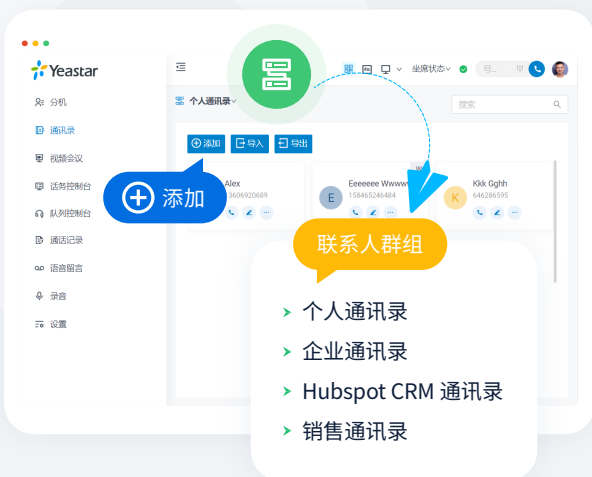 Yeastar
坐席状态
分机
个人通讯录
搜索
通讯录
添加
导入
导出
视频会议
话务控制台
添加
Alex
0606920689
E
Eeeeeee Wwwww
158465246484
K
Kkk Gghh
646286595
队列控制台
通话记录
联系人群组
语音留言
录音
设置
个人通讯录
企业通讯录
Hubspot CRM 通讯录
销售通讯录